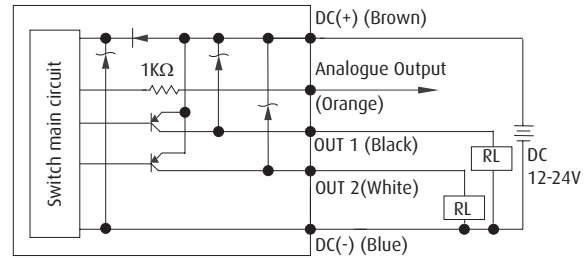 DC(+) (Brown)
1KΩ
Analogue Output
(Orange)
Switch main circuit
OUT 1 (Black)
RL
DC
12-24V
OUT 2(White)
RL
DC(-) (Blue)